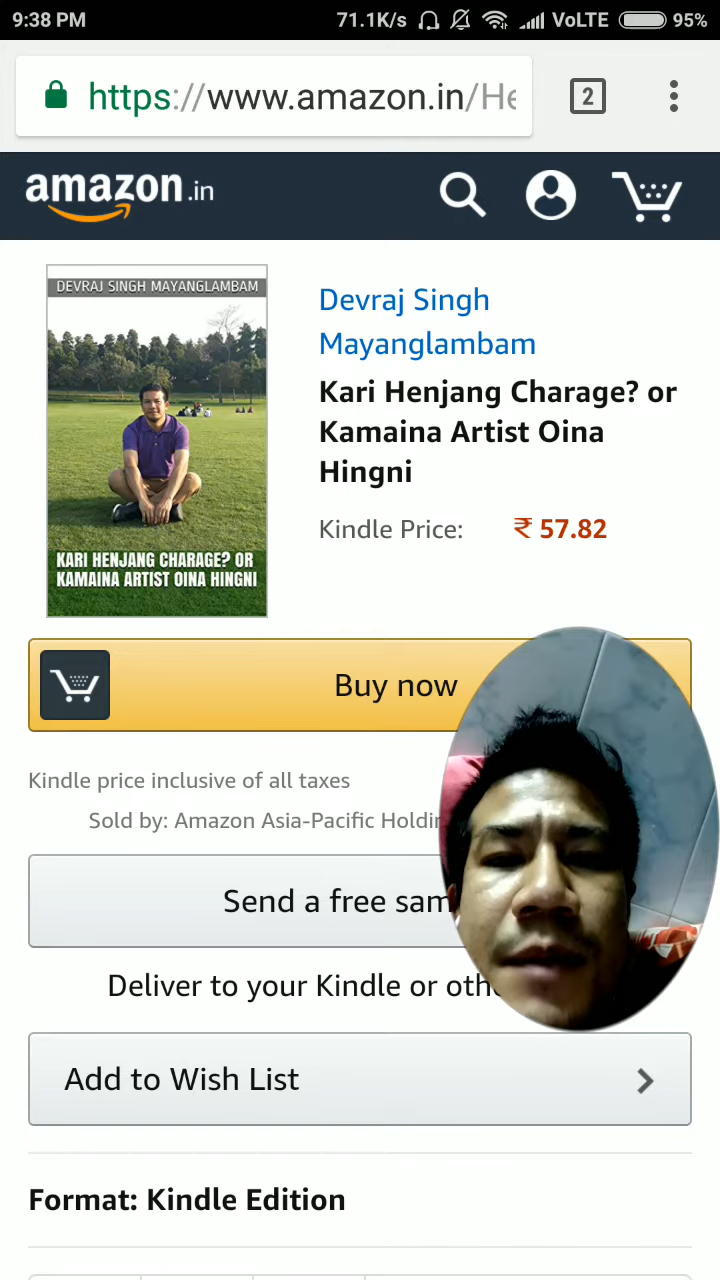 9:38 PM 71.1K/s VoLTE 95%
https://www.amazon.in/He
2
amazon.in
DEVRAJ SINGH MAYANGLAMBAM
KARI HENJANG CHARAGE? OR
KAMAINA ARTIST OINA HINGNI
Devraj Singh
Mayanglambam
Kari Henjang Charage? or
Kamaina Artist Oina
Hingni
Kindle Price: ₹ 57.82
Buy now
Kindle price inclusive of all taxes
Sold by: Amazon Asia-Pacific Holdin
Send a free sam
Deliver to your Kindle or oth
Add to Wish List
Format: Kindle Edition